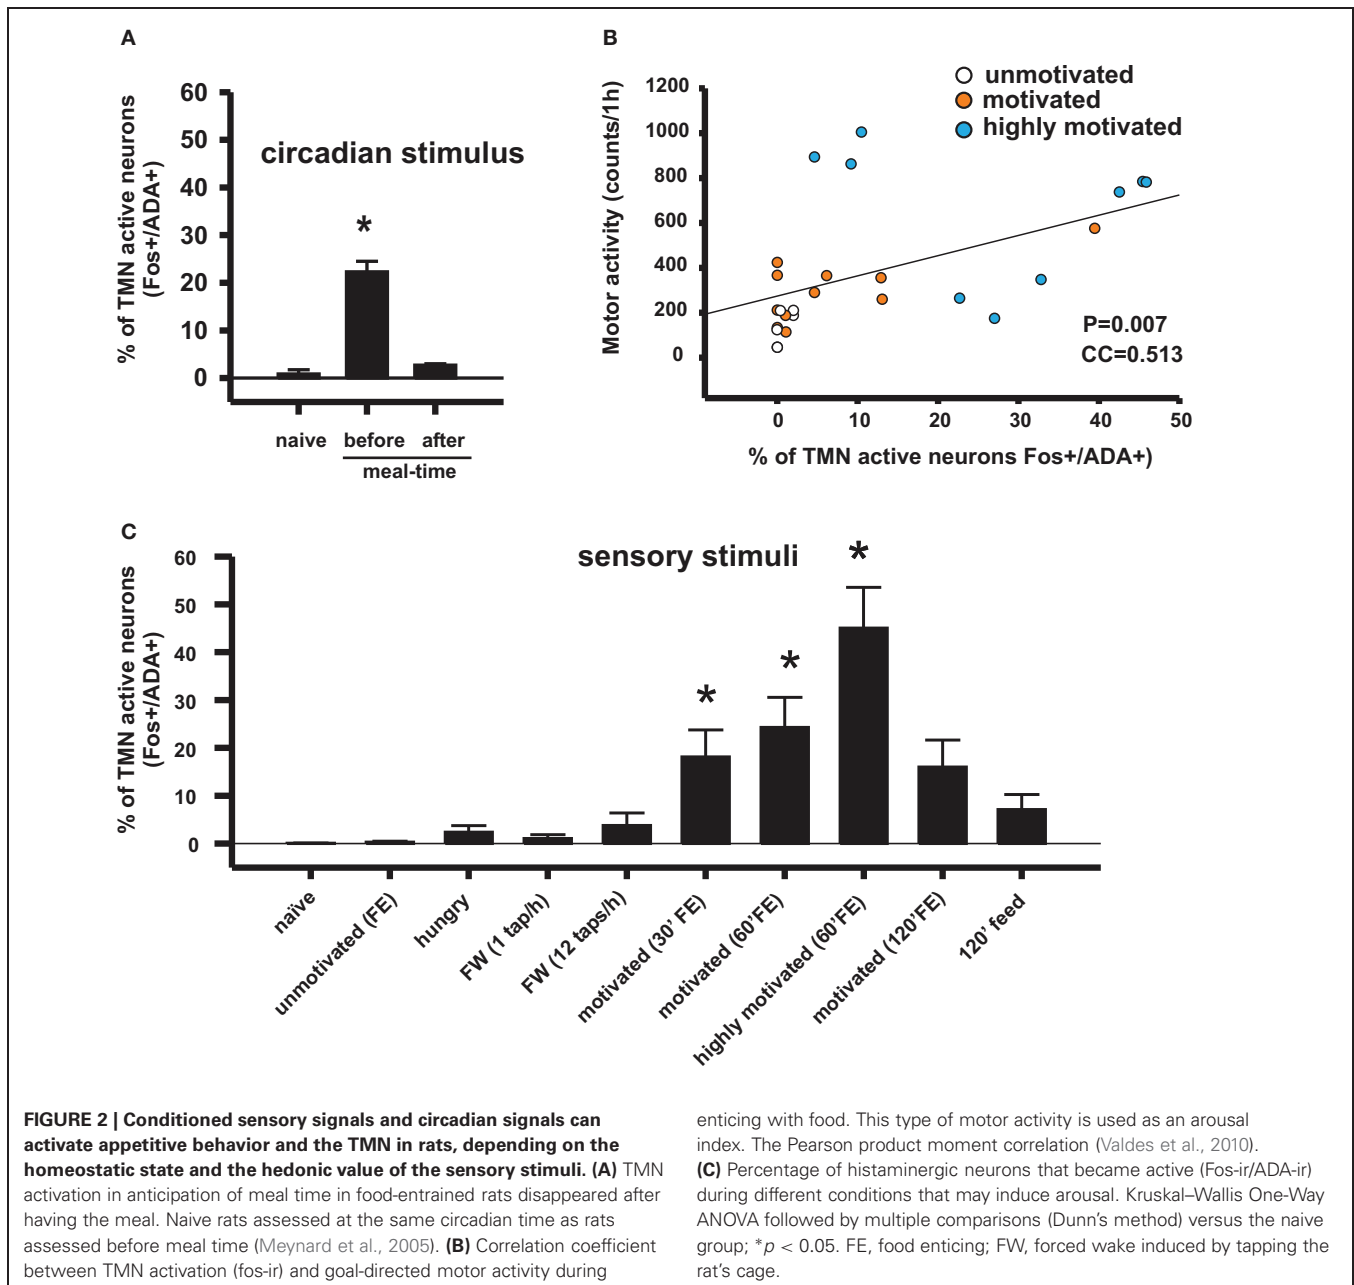 A
60
50
40
30
20
10
0
% of TMN active neurons
(Fos+/ADA+)
circadian stimulus
*
naive before after
meal-time
B
unmotivated
motivated
highly motivated
1200
1000
800
600
400
200
0
Motor activity (counts/1h)
P=0.007
CC=0.513
0 10 20 30 40 50
% of TMN active neurons Fos+/ADA+)
C
sensory stimuli
60
50
40
30
20
10
0
% of TMN active neurons
(Fos+/ADA+)
*
*
*
naïve
unmotivated (FE)
hungry
FW (1 tap/h)
FW (12 taps/h)
motivated (30' FE)
motivated (60'FE)
highly motivated (60'FE)
motivated (120'FE)
120' feed
FIGURE 2 | Conditioned sensory signals and circadian signals can
activate appetitive behavior and the TMN in rats, depending on the
homeostatic state and the hedonic value of the sensory stimuli. (A) TMN
activation in anticipation of meal time in food-entrained rats disappeared after
having the meal. Naive rats assessed at the same circadian time as rats
assessed before meal time (Meynard et al., 2005). (B) Correlation coefficient
between TMN activation (fos-ir) and goal-directed motor activity during
enticing with food. This type of motor activity is used as an arousal
index. The Pearson product moment correlation (Valdes et al., 2010).
(C) Percentage of histaminergic neurons that became active (Fos-ir/ADA-ir)
during different conditions that may induce arousal. Kruskal–Wallis One-Way
ANOVA followed by multiple comparisons (Dunn's method) versus the naive
group; *p < 0.05. FE, food enticing; FW, forced wake induced by tapping the
rat's cage.